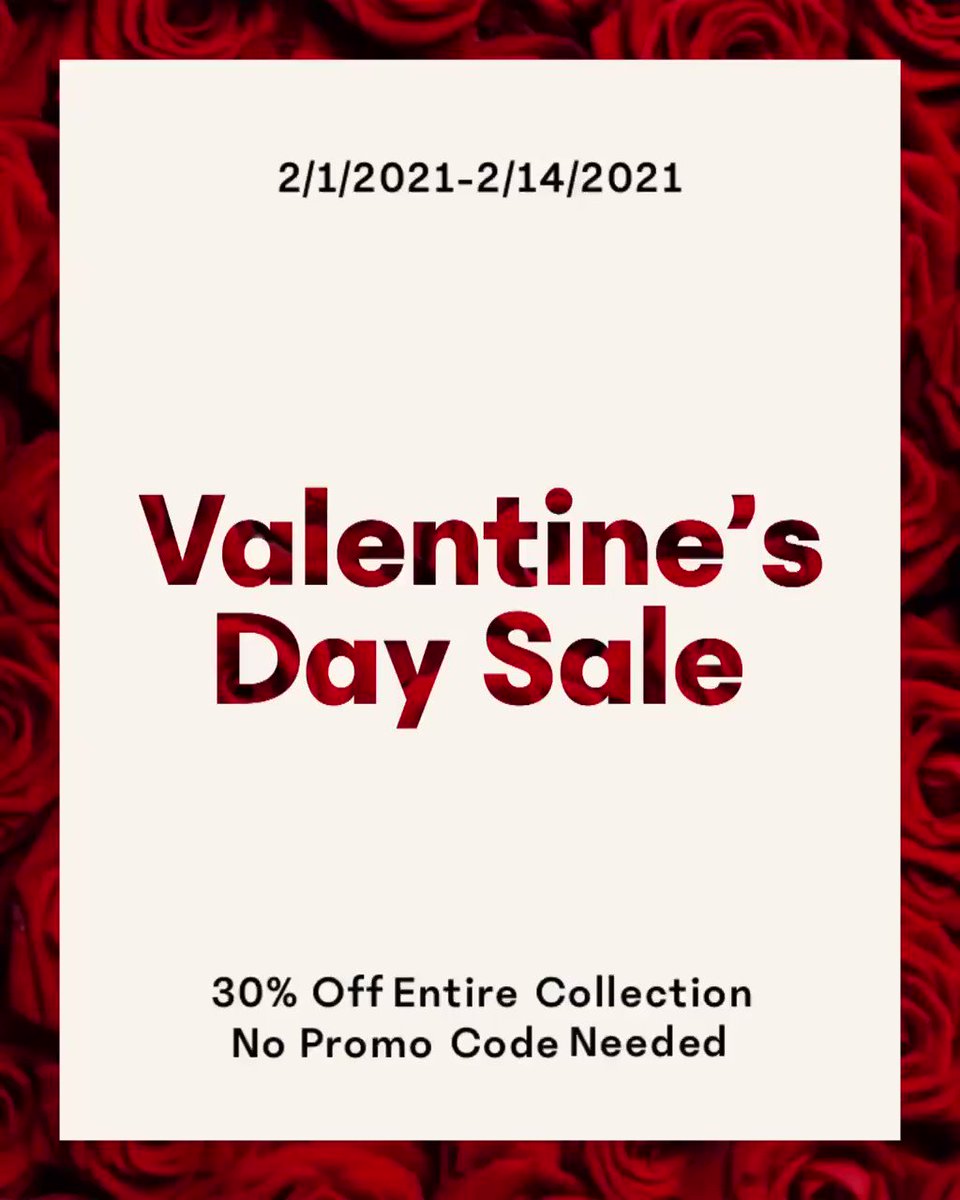 2/1/2021-2/14/2021
Valentine’s
Day Sale
30% Off Entire Collection
No Promo Code Needed